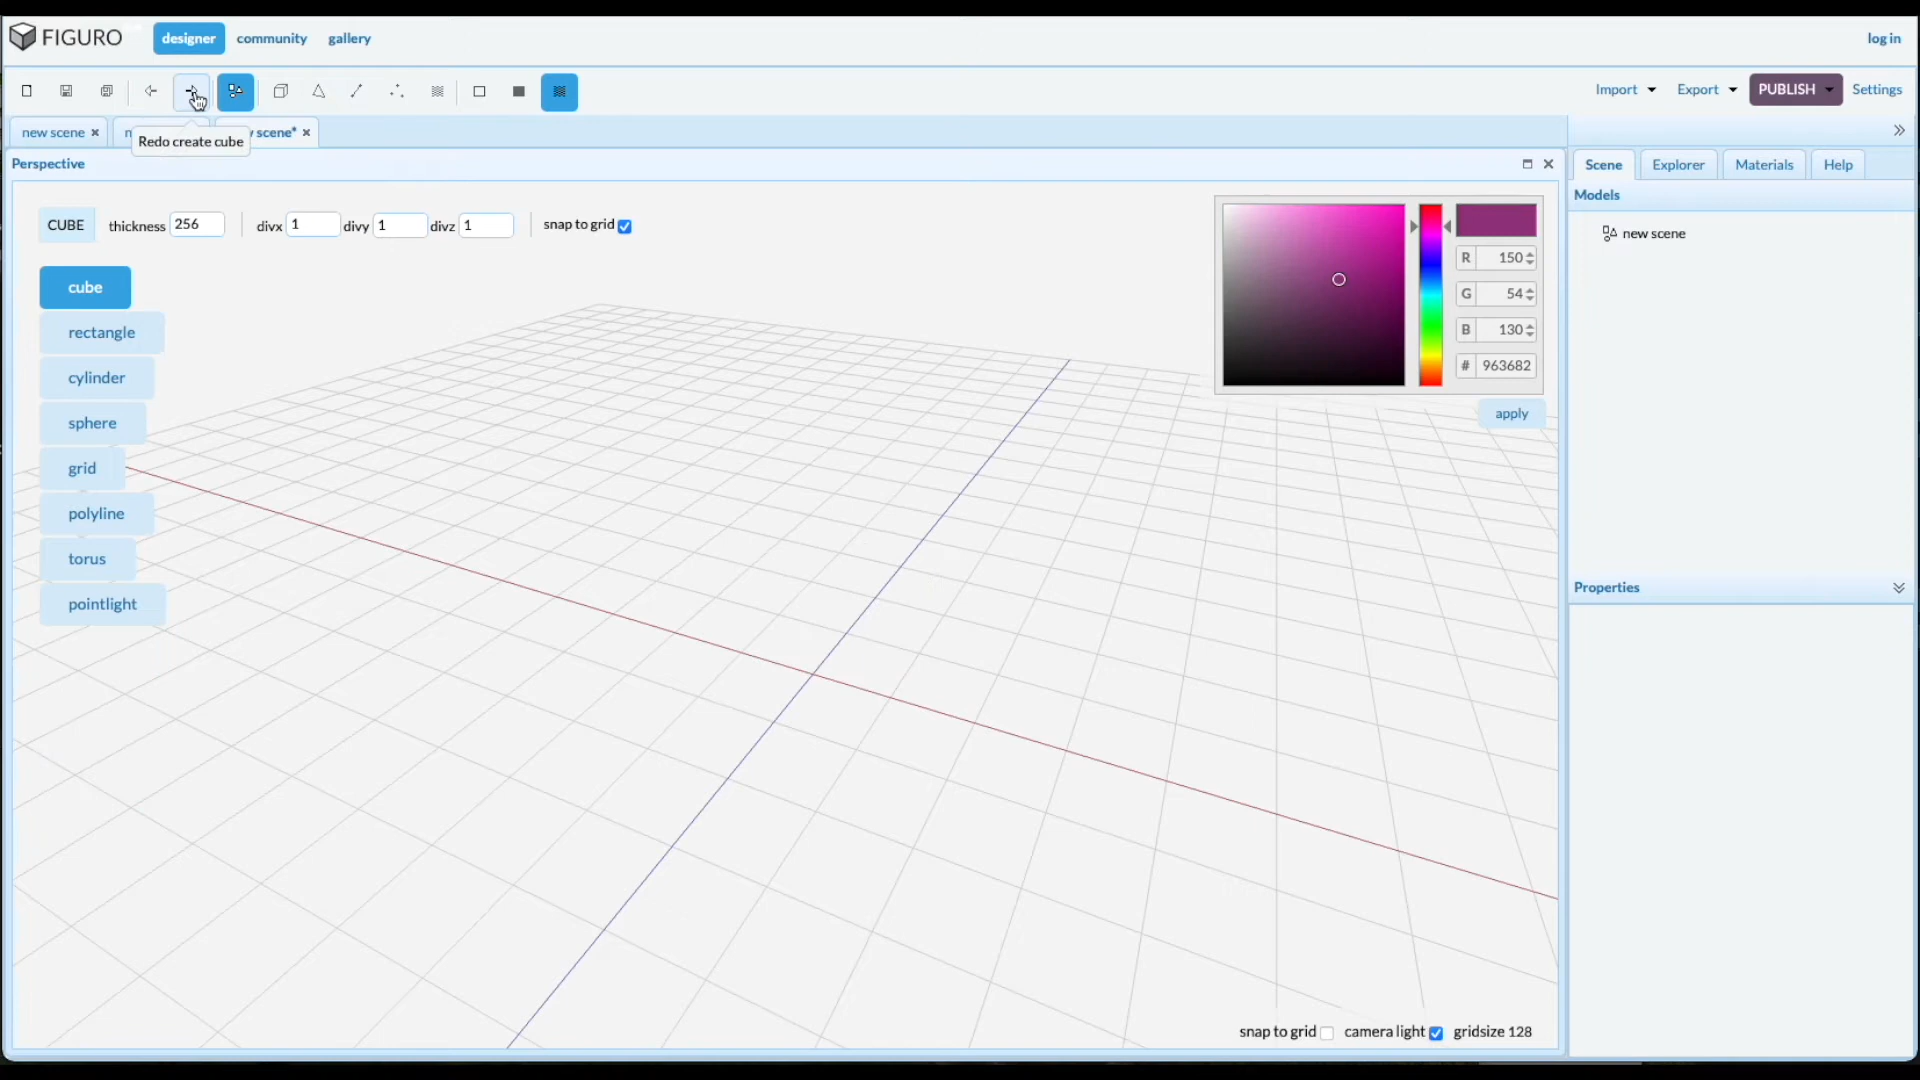 FIGURO designer community gallery log in
Import Export PUBLISH Settings
new scene × scene* ×
Redo create cube
Perspective
Scene Explorer Materials Help
Models
new scene
CUBE thickness 256 divx 1 divy 1 divz 1 snap to grid
cube
rectangle
cylinder
sphere
grid
polyline
torus
pointlight
R 150
G 54
B 130
# 963682
apply
Properties
snap to grid camera light gridsize 128